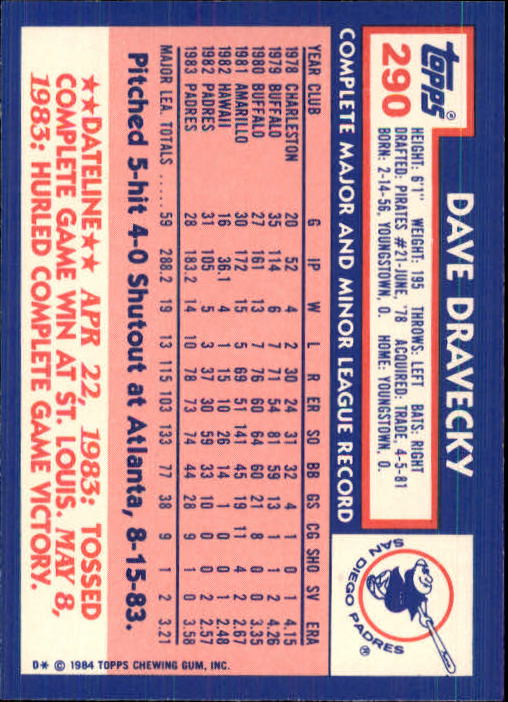 topps®
290
DAVE DRAVECKY
HEIGHT: 6'1" WEIGHT: 195 THROWS: LEFT BATS: RIGHT
DRAFTED: PIRATES #21-JUNE, '78 ACQUIRED: TRADE, 4-5-81
BORN: 2-14-56, YOUNGSTOWN, O. HOME: YOUNGSTOWN, O.
SAN DIEGO PADRES ®
COMPLETE MAJOR AND MINOR LEAGUE RECORD
YEAR CLUB G IP W L R ER SO BB GS CG SHO SV ERA
1978 CHARLESTON 20 52 4 2 30 24 31 32 4 1 0 1 4.15
1979 BUFFALO 35 114 6 7 71 54 81 59 13 1 1 2 4.26
1980 BUFFALO 27 161 13 7 76 60 64 60 21 8 0 0 3.35
1981 AMARILLO 30 172 15 5 69 51 141 45 19 11 4 2 2.67
1982 HAWAII 16 36.1 4 1 15 10 26 14 1 0 0 1 2.48
1982 PADRES 31 105 5 3 37 30 59 33 10 0 0 2 2.57
1983 PADRES 28 183.2 14 10 78 73 74 44 28 9 1 0 3.58
MAJOR LEA. TOTALS ..... 59 288.2 19 13 115 103 133 77 38 9 1 2 3.21
Pitched 5-hit 4-0 Shutout at Atlanta, 8-15-83.
★★DATELINE★★ APR 22, 1983: TOSSED
COMPLETE GAME WIN AT ST. LOUIS. MAY 8,
1983: HURLED COMPLETE GAME VICTORY.
D* © 1984 TOPPS CHEWING GUM, INC.